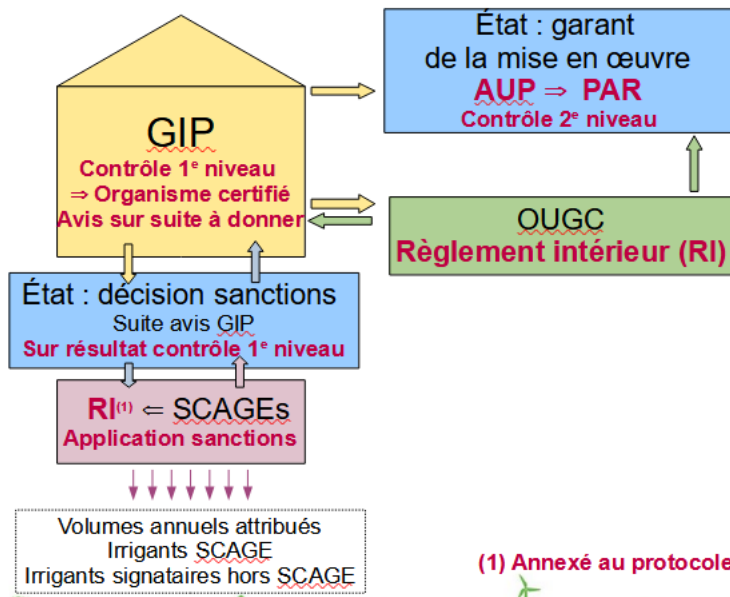 État : garant
de la mise en œuvre
AUP ⇒ PAR
Contrôle 2e niveau
GIP
Contrôle 1e niveau
⇒ Organisme certifié
Avis sur suite à donner
OUGC
Règlement intérieur (RI)
État : décision sanctions
Suite avis GIP
Sur résultat contrôle 1e niveau
RI(1) ⇐ SCAGEs
Application sanctions
Volumes annuels attribués
Irrigants SCAGE
Irrigants signataires hors SCAGE
(1) Annexé au protocole